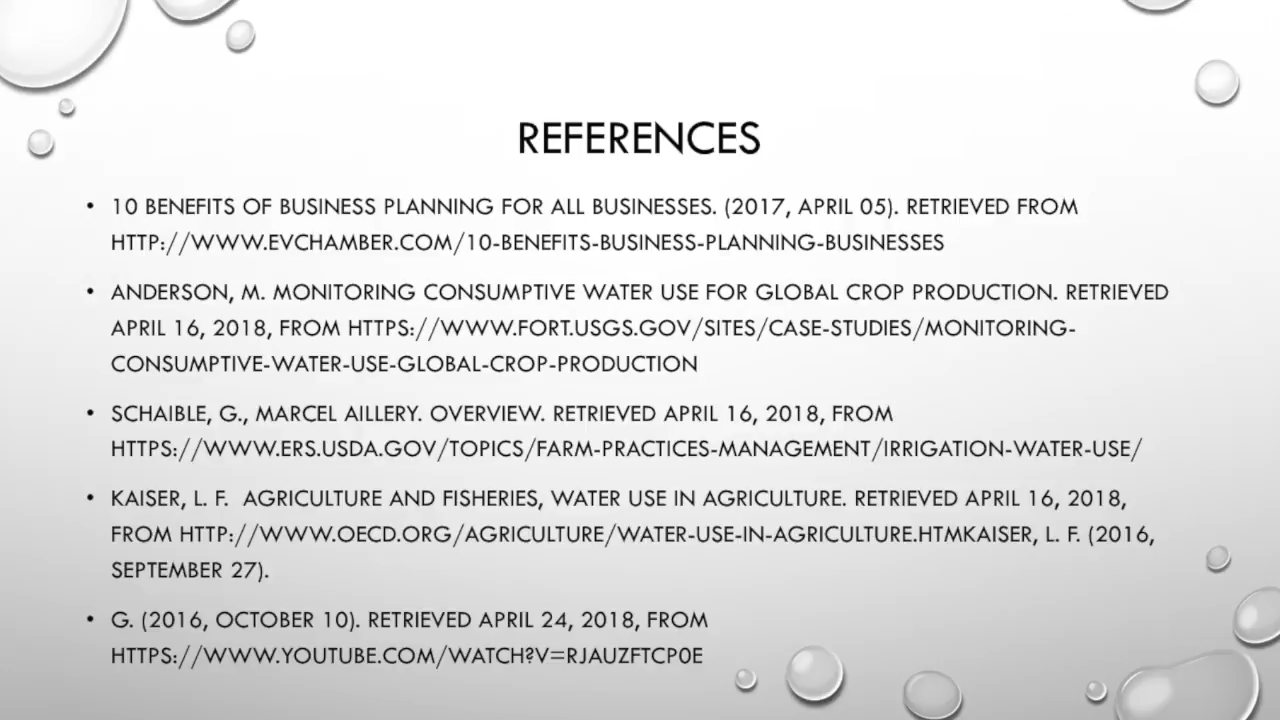 REFERENCES
• 10 BENEFITS OF BUSINESS PLANNING FOR ALL BUSINESSES. (2017, APRIL 05). RETRIEVED FROM
HTTP://WWW.EVCHAMBER.COM/10-BENEFITS-BUSINESS-PLANNING-BUSINESSES
• ANDERSON, M. MONITORING CONSUMPTIVE WATER USE FOR GLOBAL CROP PRODUCTION. RETRIEVED
APRIL 16, 2018, FROM HTTPS://WWW.FORT.USGS.GOV/SITES/CASE-STUDIES/MONITORING-
CONSUMPTIVE-WATER-USE-GLOBAL-CROP-PRODUCTION
• SCHAIBLE, G., MARCEL AILLERY. OVERVIEW. RETRIEVED APRIL 16, 2018, FROM
HTTPS://WWW.ERS.USDA.GOV/TOPICS/FARM-PRACTICES-MANAGEMENT/IRRIGATION-WATER-USE/
• KAISER, L. F.  AGRICULTURE AND FISHERIES, WATER USE IN AGRICULTURE. RETRIEVED APRIL 16, 2018,
FROM HTTP://WWW.OECD.ORG/AGRICULTURE/WATER-USE-IN-AGRICULTURE.HTMKAISER, L. F. (2016,
SEPTEMBER 27).
• G. (2016, OCTOBER 10). RETRIEVED APRIL 24, 2018, FROM
HTTPS://WWW.YOUTUBE.COM/WATCH?V=RJAUZFTCP0E